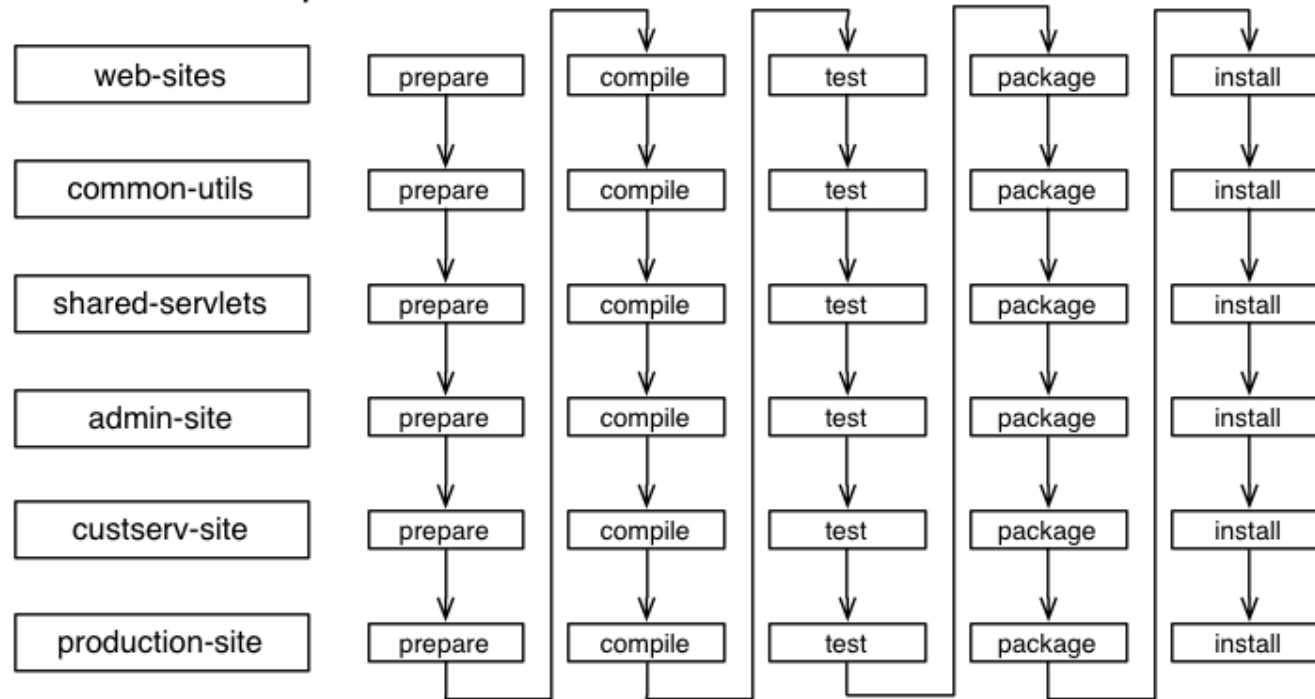 web-sites prepare compile test package install
common-utils prepare compile test package install
shared-servlets prepare compile test package install
admin-site prepare compile test package install
custserv-site prepare compile test package install
production-site prepare compile test package install